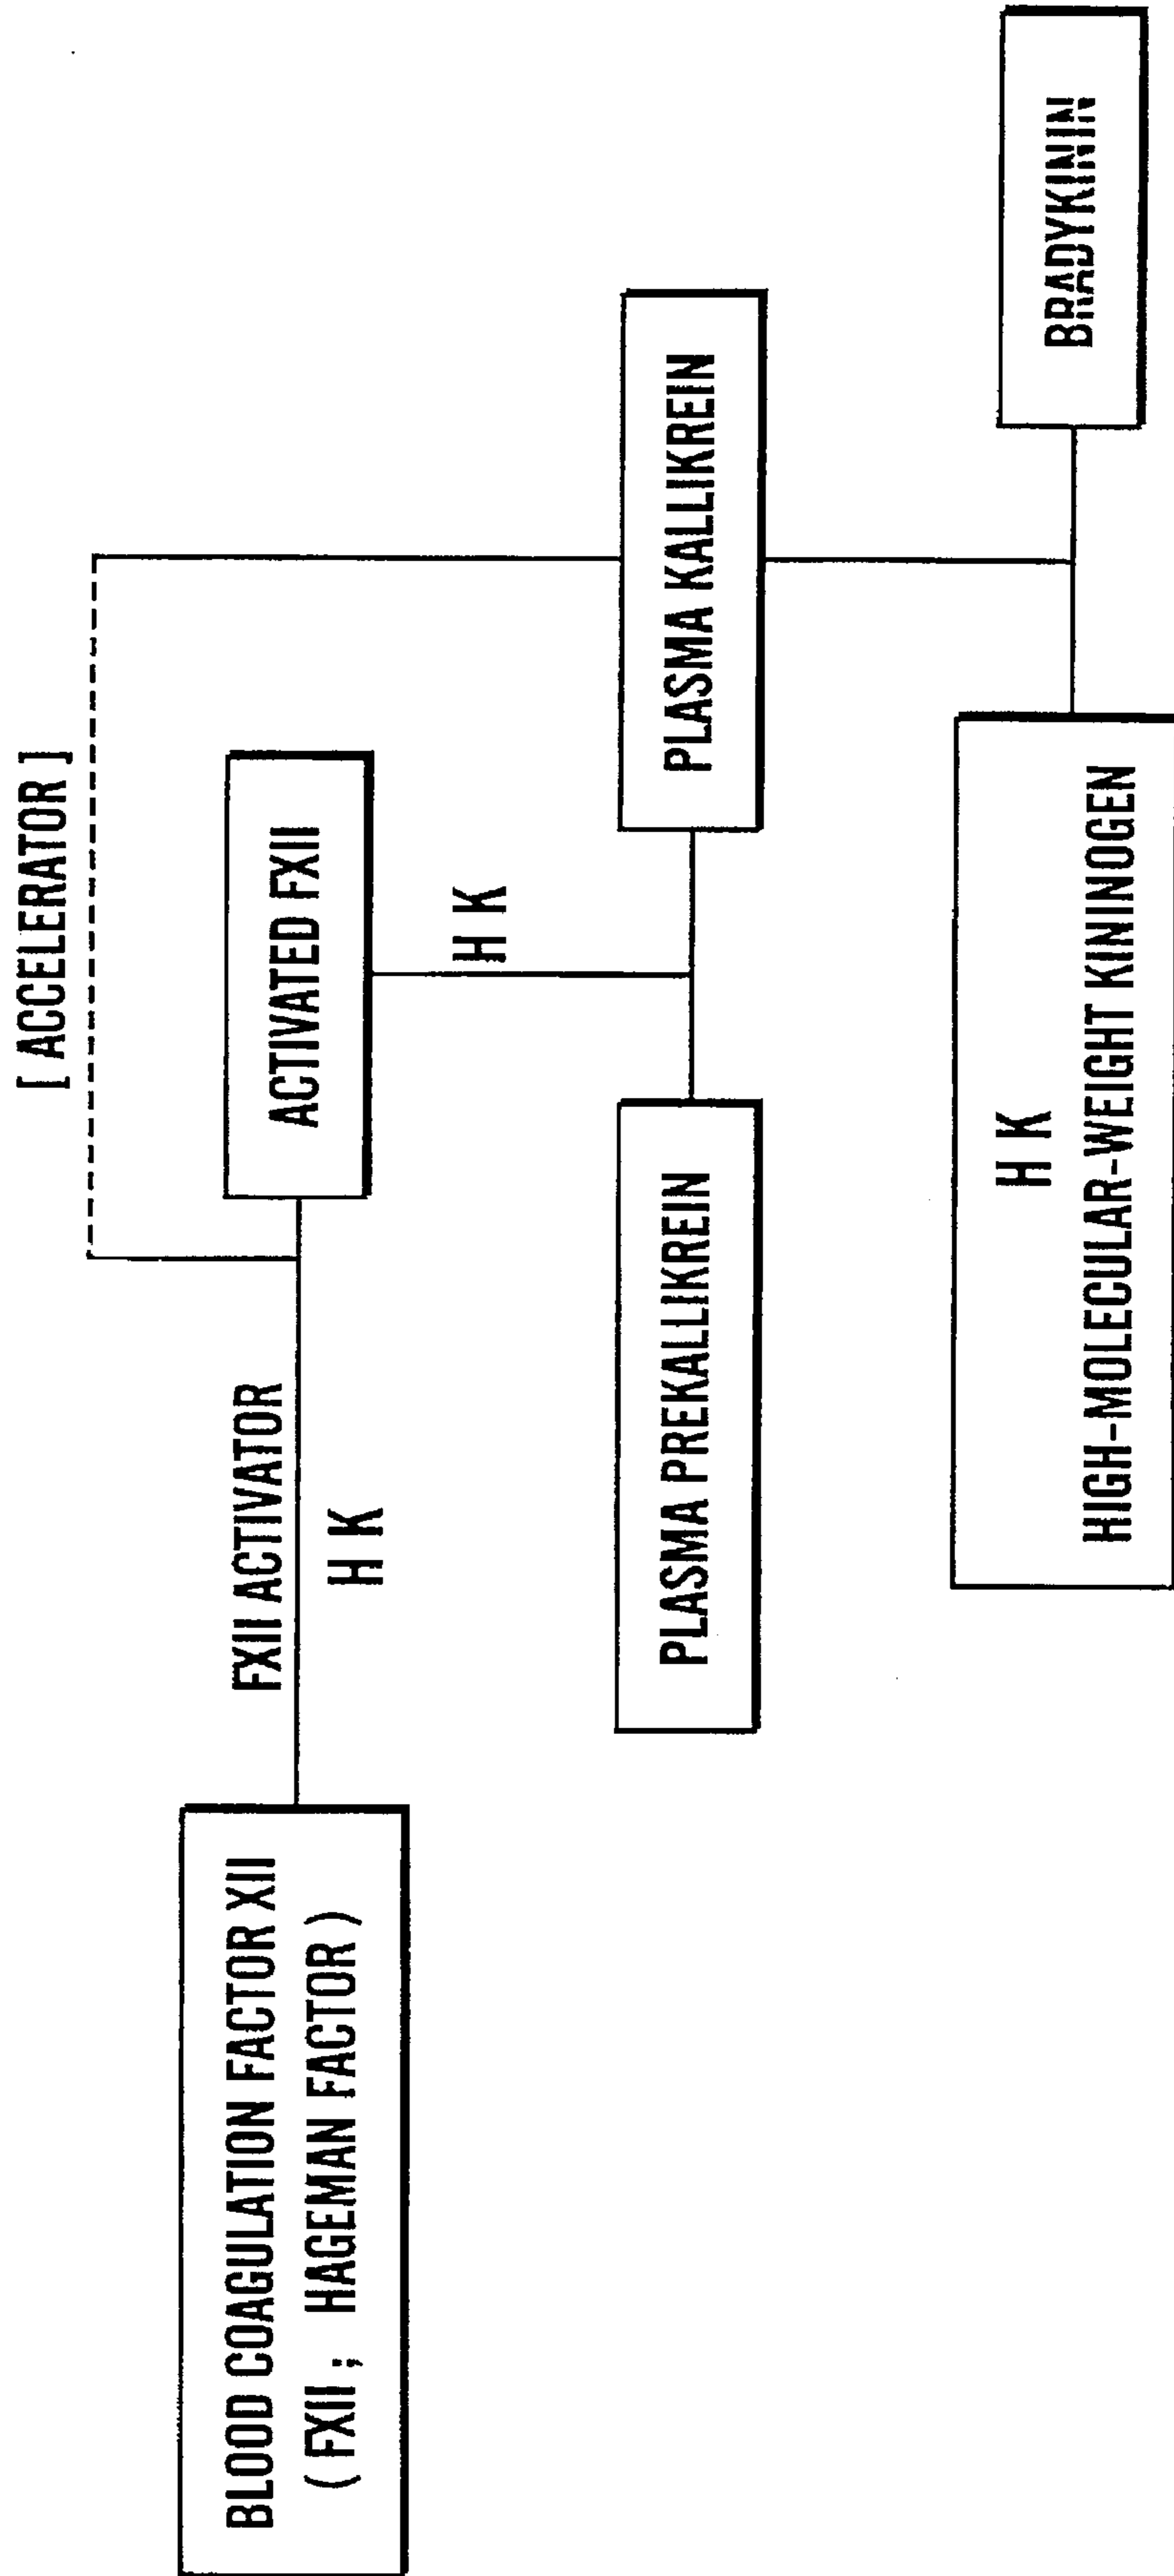 [ ACCELERATOR ]
BLOOD COAGULATION FACTOR XII
( FXII ; HAGEMAN FACTOR )
FXII ACTIVATOR
H K
ACTIVATED FXII
H K
PLASMA PREKALLIKREIN
PLASMA KALLIKREIN
H K
HIGH-MOLECULAR-WEIGHT KININOGEN
BRADYKININ